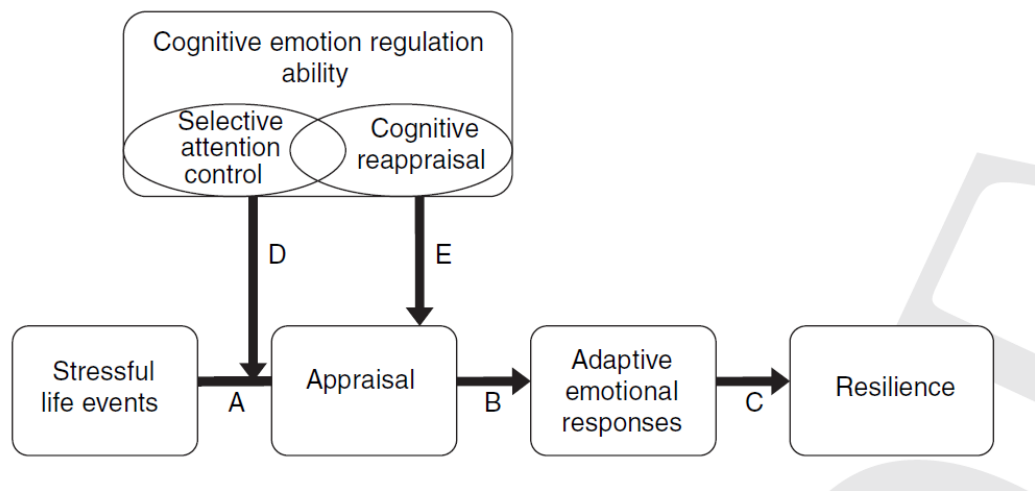 Cognitive emotion regulation
ability
Selective
attention
control
Cognitive
reappraisal
D
E
Stressful
life events
A
Appraisal
B
Adaptive
emotional
responses
C
Resilience